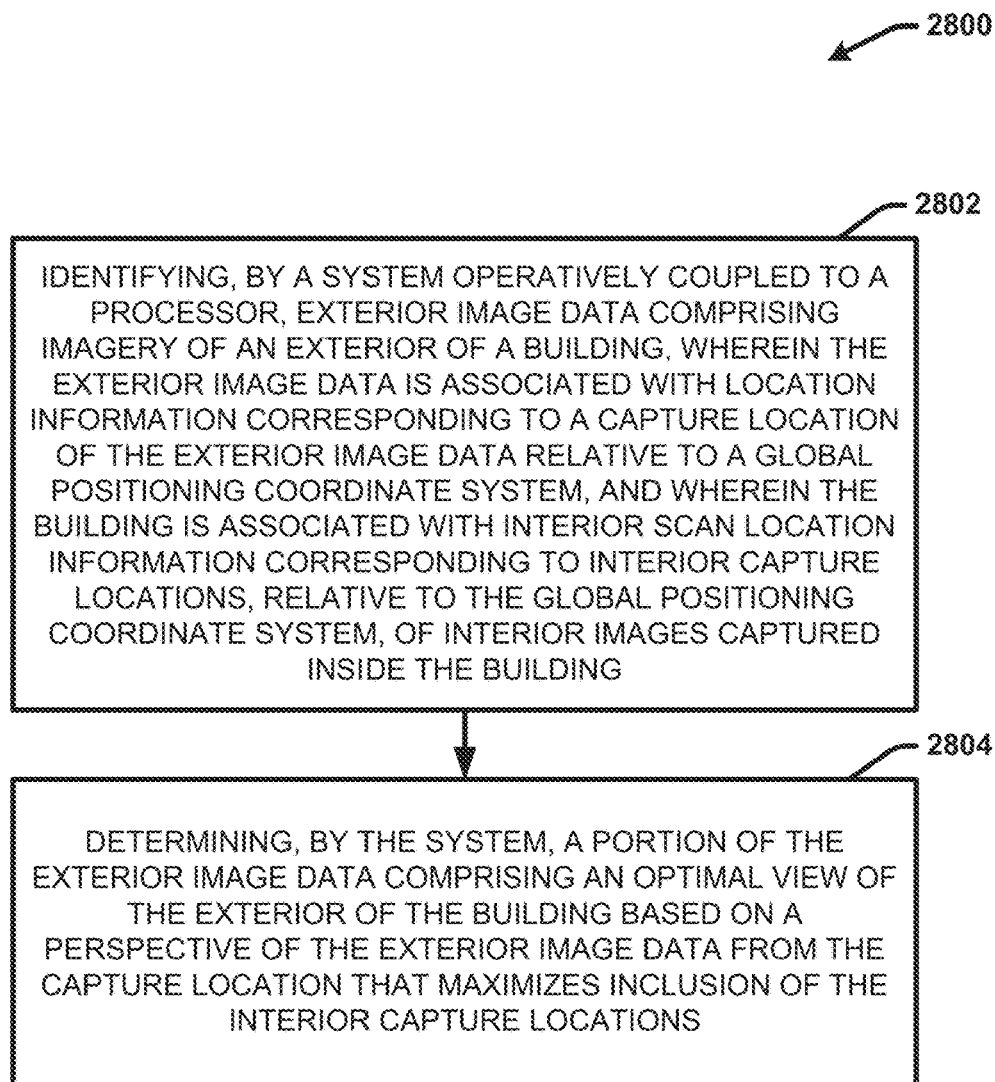 2800
2802
IDENTIFYING, BY A SYSTEM OPERATIVELY COUPLED TO A
PROCESSOR, EXTERIOR IMAGE DATA COMPRISING
IMAGERY OF AN EXTERIOR OF A BUILDING, WHEREIN THE
EXTERIOR IMAGE DATA IS ASSOCIATED WITH LOCATION
INFORMATION CORRESPONDING TO A CAPTURE LOCATION
OF THE EXTERIOR IMAGE DATA RELATIVE TO A GLOBAL
POSITIONING COORDINATE SYSTEM, AND WHEREIN THE
BUILDING IS ASSOCIATED WITH INTERIOR SCAN LOCATION
INFORMATION CORRESPONDING TO INTERIOR CAPTURE
LOCATIONS, RELATIVE TO THE GLOBAL POSITIONING
COORDINATE SYSTEM, OF INTERIOR IMAGES CAPTURED
INSIDE THE BUILDING
2804
DETERMINING, BY THE SYSTEM, A PORTION OF THE
EXTERIOR IMAGE DATA COMPRISING AN OPTIMAL VIEW OF
THE EXTERIOR OF THE BUILDING BASED ON A
PERSPECTIVE OF THE EXTERIOR IMAGE DATA FROM THE
CAPTURE LOCATION THAT MAXIMIZES INCLUSION OF THE
INTERIOR CAPTURE LOCATIONS